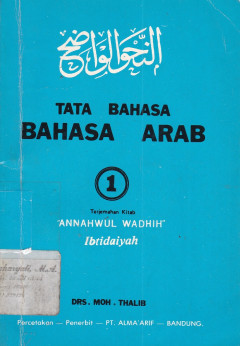 النحو الواضح
TATA BAHASA
BAHASA ARAB
1
Terjemahan Kitab
"ANNAHWUL WADHIH"
Ibtidaiyah
DRS. MOH. THALIB
Percetakan — Penerbit — PT. ALMA'ARIF — BANDUNG.